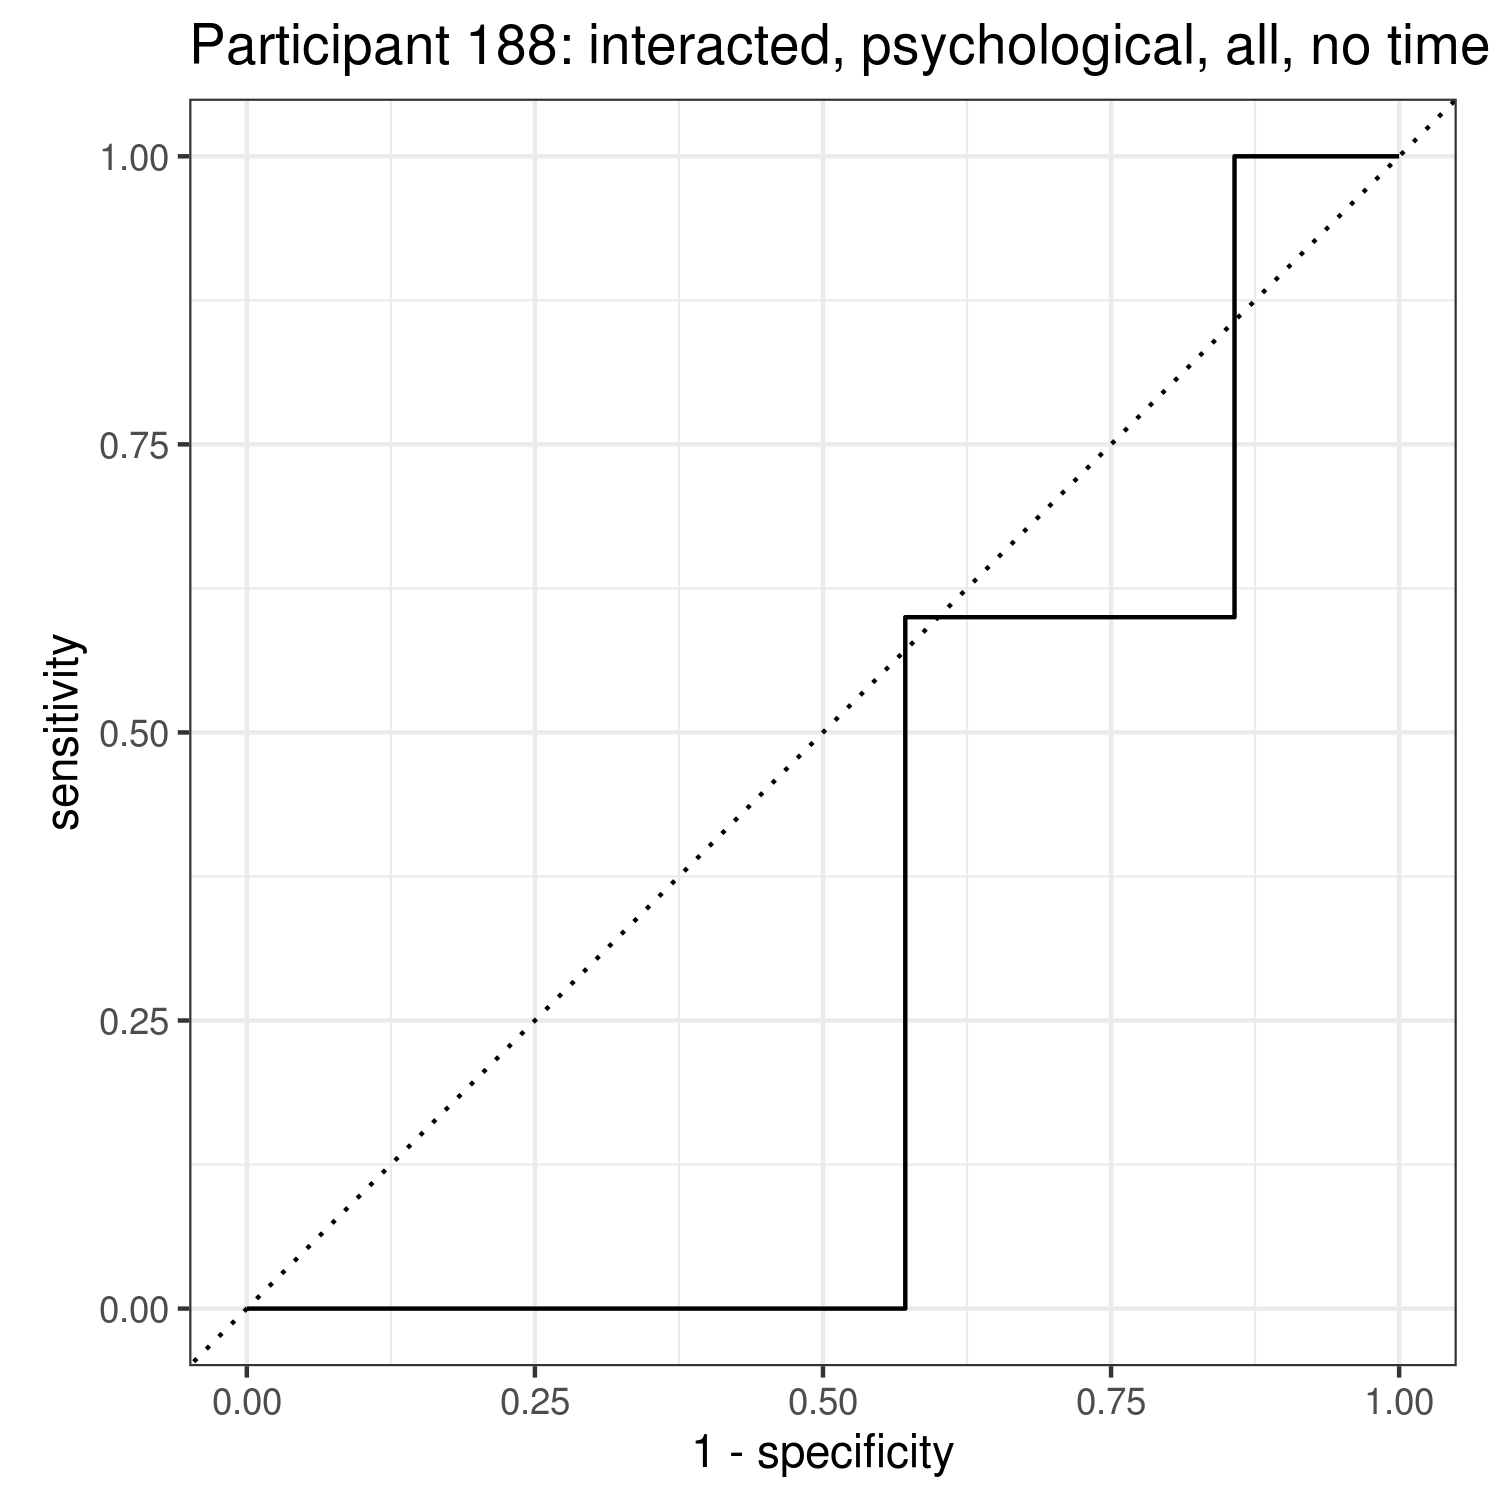 Participant 188: interacted, psychological, all, no time
1.00
0.75
0.50
0.25
0.00
sensitivity
0.00 0.25 0.50 0.75 1.00
1 - specificity